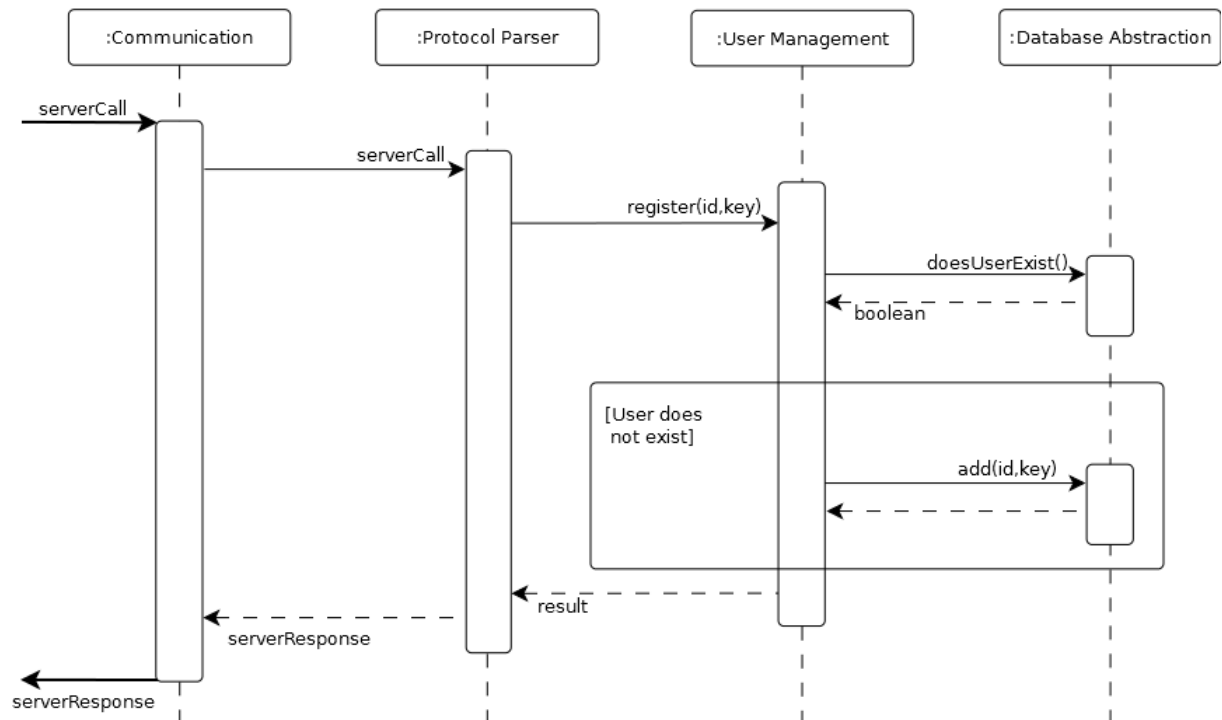 :Communication
:Protocol Parser
:User Management
:Database Abstraction
serverCall
serverCall
register(id,key)
doesUserExist()
boolean
[User does
not exist]
add(id,key)
result
serverResponse
serverResponse